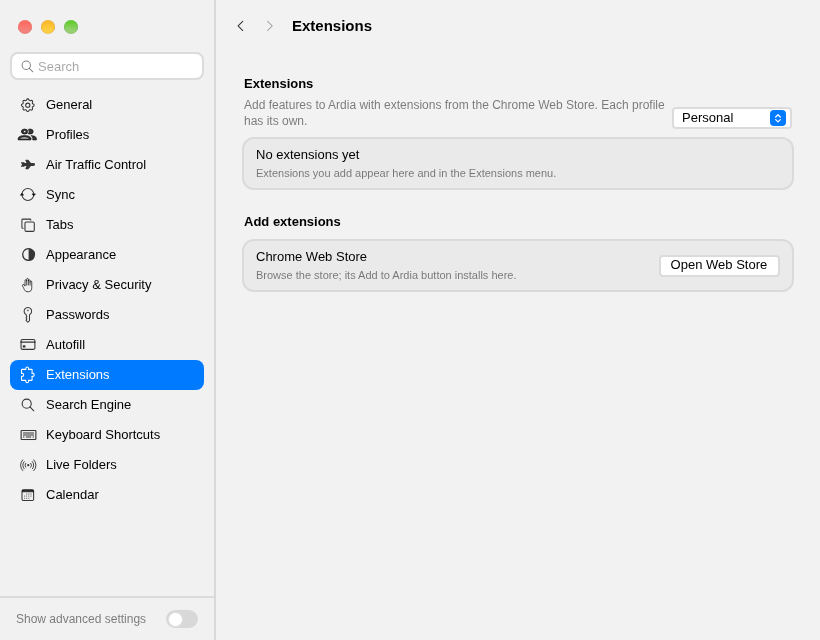 Extensions
Search
General
Profiles
Air Traffic Control
Sync
Tabs
Appearance
Privacy & Security
Passwords
Autofill
Extensions
Search Engine
Keyboard Shortcuts
Live Folders
Calendar
Show advanced settings
Extensions
Add features to Ardia with extensions from the Chrome Web Store. Each profile
has its own.
Personal
No extensions yet
Extensions you add appear here and in the Extensions menu.
Add extensions
Chrome Web Store
Browse the store; its Add to Ardia button installs here.
Open Web Store